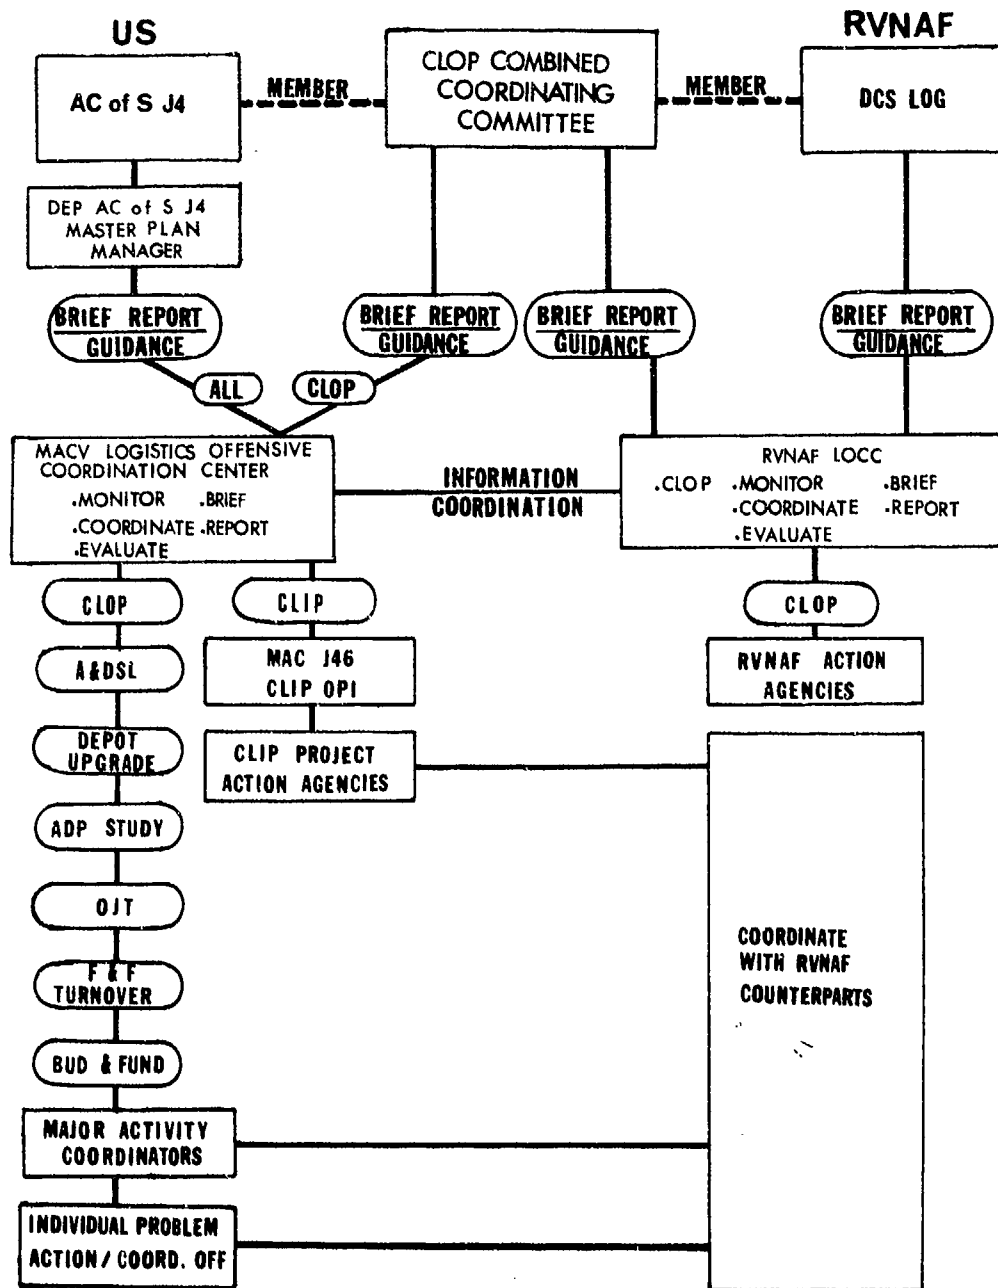 US
RVNAF
AC of S J4
MEMBER
CLOP COMBINED
COORDINATING
COMMITTEE
MEMBER
DCS LOG
DEP AC of S J4
MASTER PLAN
MANAGER
BRIEF REPORT
GUIDANCE
BRIEF REPORT
GUIDANCE
BRIEF REPORT
GUIDANCE
BRIEF REPORT
GUIDANCE
ALL
CLOP
MACV LOGISTICS OFFENSIVE
COORDINATION CENTER
.MONITOR .BRIEF
.COORDINATE .REPORT
.EVALUATE
INFORMATION
COORDINATION
RVNAF LOCC
.CLOP .MONITOR .BRIEF
.COORDINATE .REPORT
.EVALUATE
CLOP
CLIP
CLOP
A&DSL
MAC J46
CLIP OPI
RVNAF ACTION
AGENCIES
DEPOT
UPGRADE
CLIP PROJECT
ACTION AGENCIES
ADP STUDY
OJT
F & F
TURNOVER
COORDINATE
WITH RVNAF
COUNTERPARTS
BUD & FUND
MAJOR ACTIVITY
COORDINATORS
INDIVIDUAL PROBLEM
ACTION / COORD. OFF